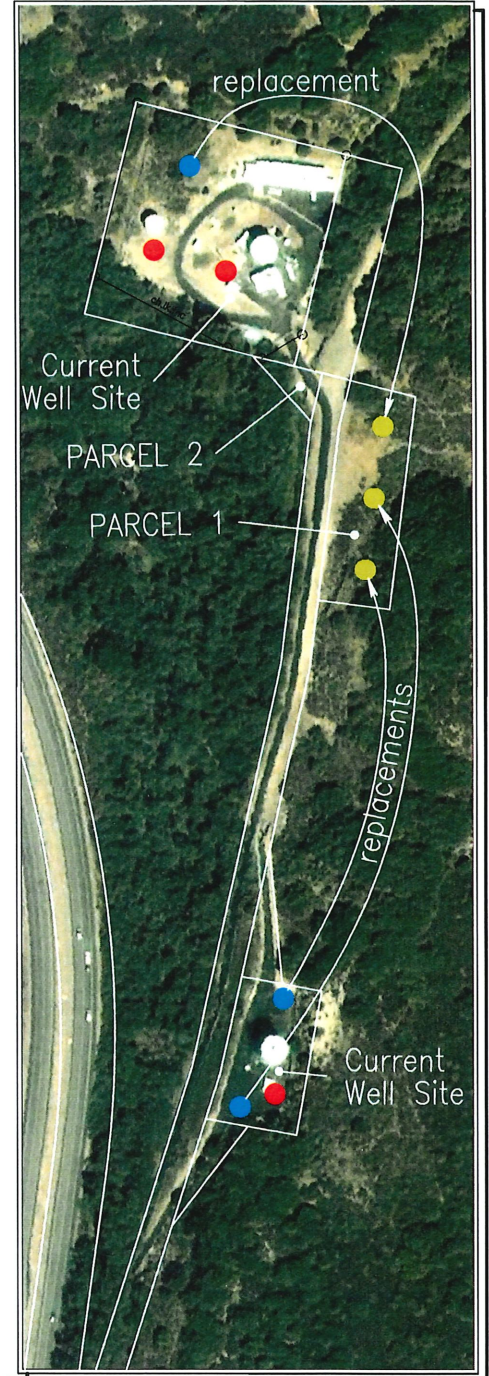 replacement
Current
Well Site
PARCEL 2
PARCEL 1
replacements
Current
Well Site